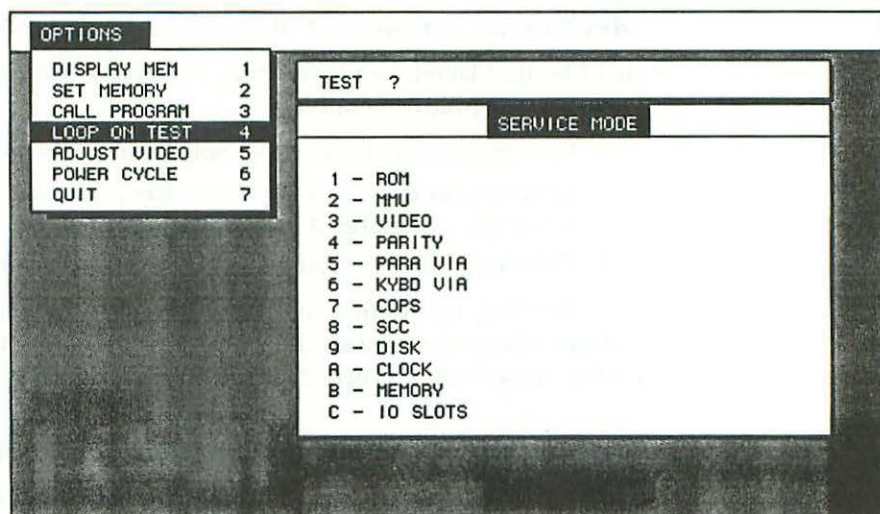 OPTIONS
DISPLAY MEM 1
SET MEMORY 2
CALL PROGRAM 3
LOOP ON TEST 4
ADJUST VIDEO 5
POWER CYCLE 6
QUIT 7
TEST ?
SERVICE MODE
1 - ROM
2 - MMU
3 - VIDEO
4 - PARITY
5 - PARA VIA
6 - KYBD VIA
7 - COPS
8 - SCC
9 - DISK
A - CLOCK
B - MEMORY
C - IO SLOTS